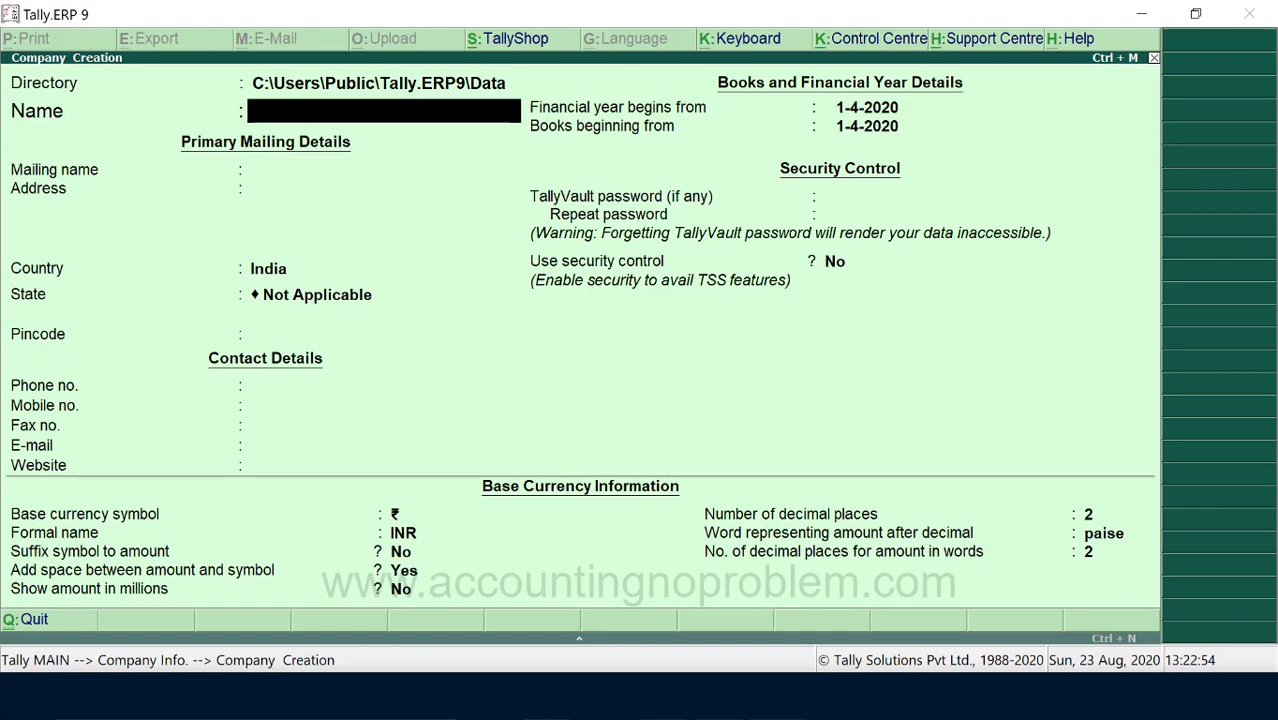 Tally.ERP 9
P: Print E: Export M: E-Mail O: Upload S: TallyShop G: Language K: Keyboard K: Control Centre H: Support Centre H: Help
Company Creation Ctrl + M
Directory : C:\Users\Public\Tally.ERP9\Data
Name :
Primary Mailing Details
Mailing name :
Address :
Country : India
State : ♦ Not Applicable
Pincode :
Contact Details
Phone no. :
Mobile no. :
Fax no. :
E-mail :
Website :
Books and Financial Year Details
Financial year begins from : 1-4-2020
Books beginning from : 1-4-2020
Security Control
TallyVault password (if any) :
Repeat password :
(Warning: Forgetting TallyVault password will render your data inaccessible.)
Use security control ? No
(Enable security to avail TSS features)
Base Currency Information
Base currency symbol : ₹
Formal name : INR
Suffix symbol to amount ? No
Add space between amount and symbol ? Yes
Show amount in millions ? No
Number of decimal places : 2
Word representing amount after decimal : paise
No. of decimal places for amount in words : 2
www.accountingnoproblem.com
Q: Quit
Ctrl + N
Tally MAIN --> Company Info. --> Company Creation © Tally Solutions Pvt Ltd., 1988-2020 Sun, 23 Aug, 2020 13:22:54